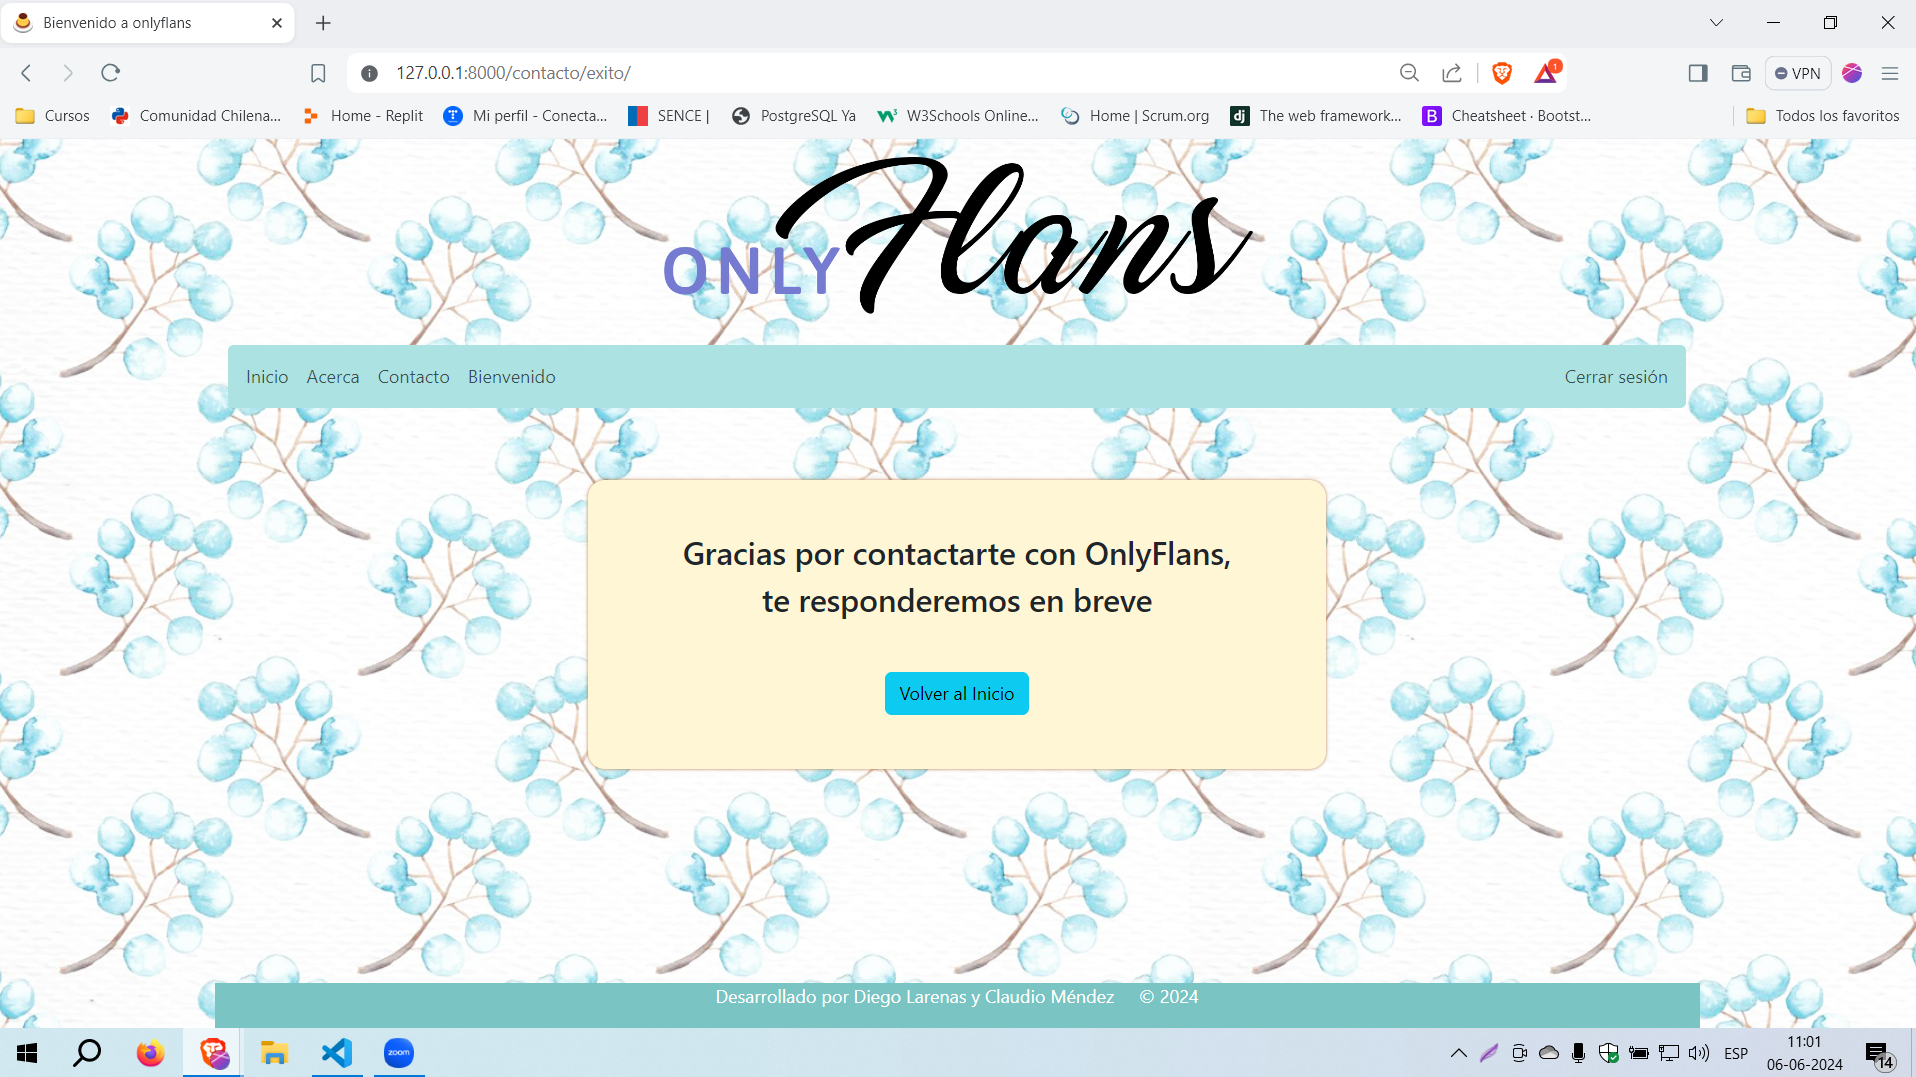 Bienvenido a onlyflans
127.0.0.1:8000/contacto/exito/
1
VPN
Cursos
Comunidad Chilena...
Home - Replit
Mi perfil - Conecta...
SENCE |
PostgreSQL Ya
W3Schools Online...
Home | Scrum.org
dj
The web framework...
B
Cheatsheet · Bootst...
Todos los favoritos
ONLY Flans
Inicio
Acerca
Contacto
Bienvenido
Cerrar sesión
Gracias por contactarte con OnlyFlans,
te responderemos en breve
Volver al Inicio
Desarrollado por Diego Larenas y Claudio Méndez © 2024
zoom
ESP
11:01
06-06-2024
14